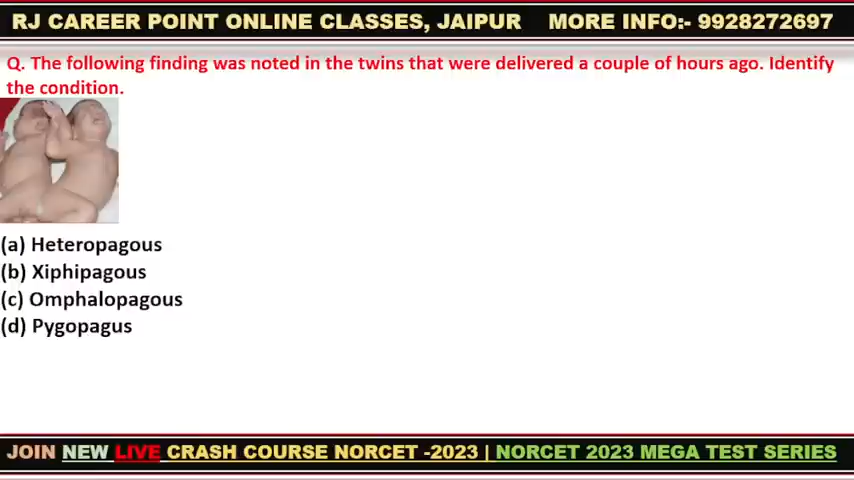 RJ CAREER POINT ONLINE CLASSES, JAIPUR MORE INFO:- 9928272697
Q. The following finding was noted in the twins that were delivered a couple of hours ago. Identify
the condition.
(a) Heteropagous
(b) Xiphipagous
(c) Omphalopagous
(d) Pygopagus
JOIN NEW LIVE CRASH COURSE NORCET -2023 | NORCET 2023 MEGA TEST SERIES